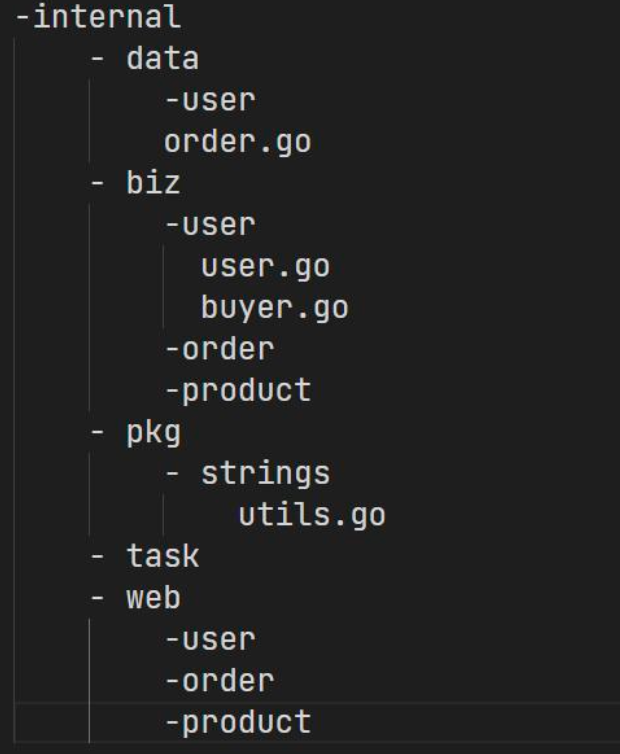 -internal
- data
-user
order.go
- biz
-user
user.go
buyer.go
-order
-product
- pkg
- strings
utils.go
- task
- web
-user
-order
-product